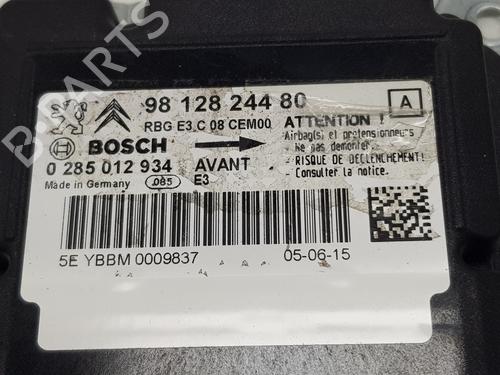 98 128 244 80
A
RBG E3_C 08 CEM00
ATTENTION !
BOSCH
Airbag(s) et pretensionneurs
Ne pas demonter.
0 285 012 934
AVANT
- RISQUE DE DECLENCHEMENT!
- Consulter la notice.
Made in Germany
085
E3
5E YBBM 0009837
05-06-15
B-PARTS